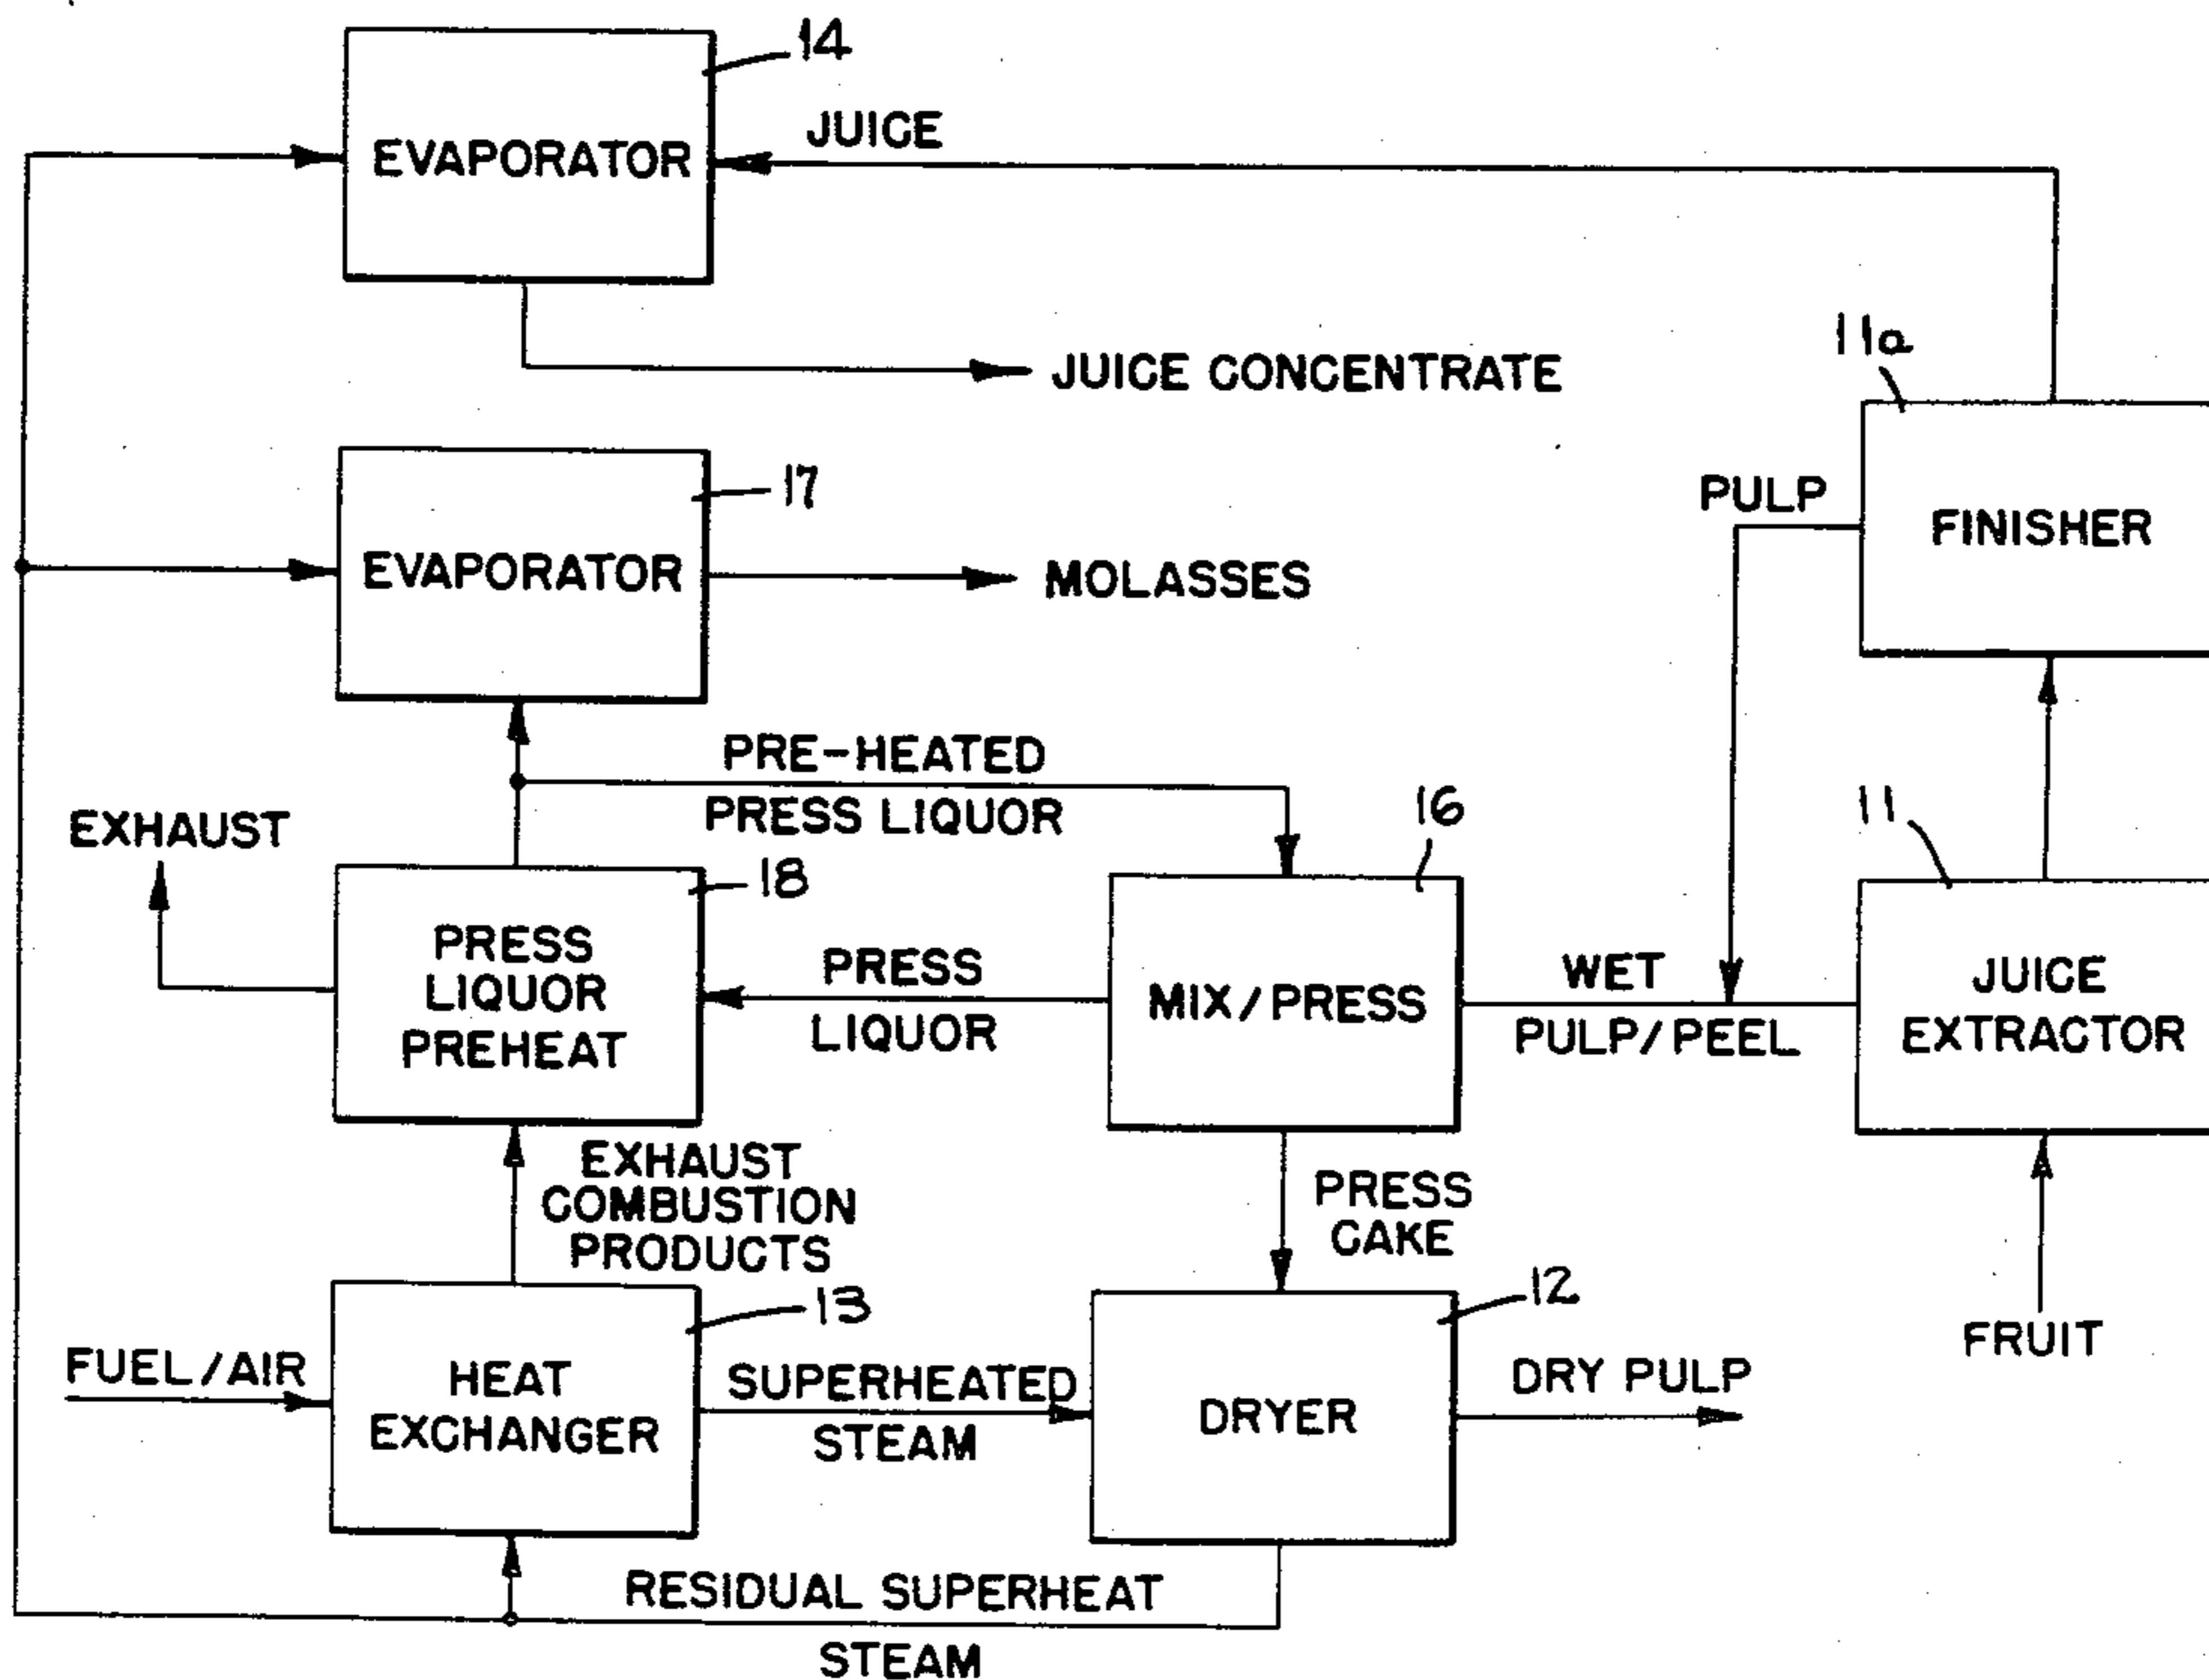 14
JUICE
EVAPORATOR
JUICE CONCENTRATE
11a
17
PULP
FINISHER
EVAPORATOR
MOLASSES
PRE-HEATED
PRESS LIQUOR
16
11
EXHAUST
18
PRESS
LIQUOR
PREHEAT
PRESS
LIQUOR
MIX/PRESS
WET
PULP/PEEL
JUICE
EXTRACTOR
EXHAUST
COMBUSTION
PRODUCTS
PRESS
CAKE
13
12
FRUIT
FUEL/AIR
HEAT
EXCHANGER
SUPERHEATED
STEAM
DRYER
DRY PULP
RESIDUAL SUPERHEAT
STEAM